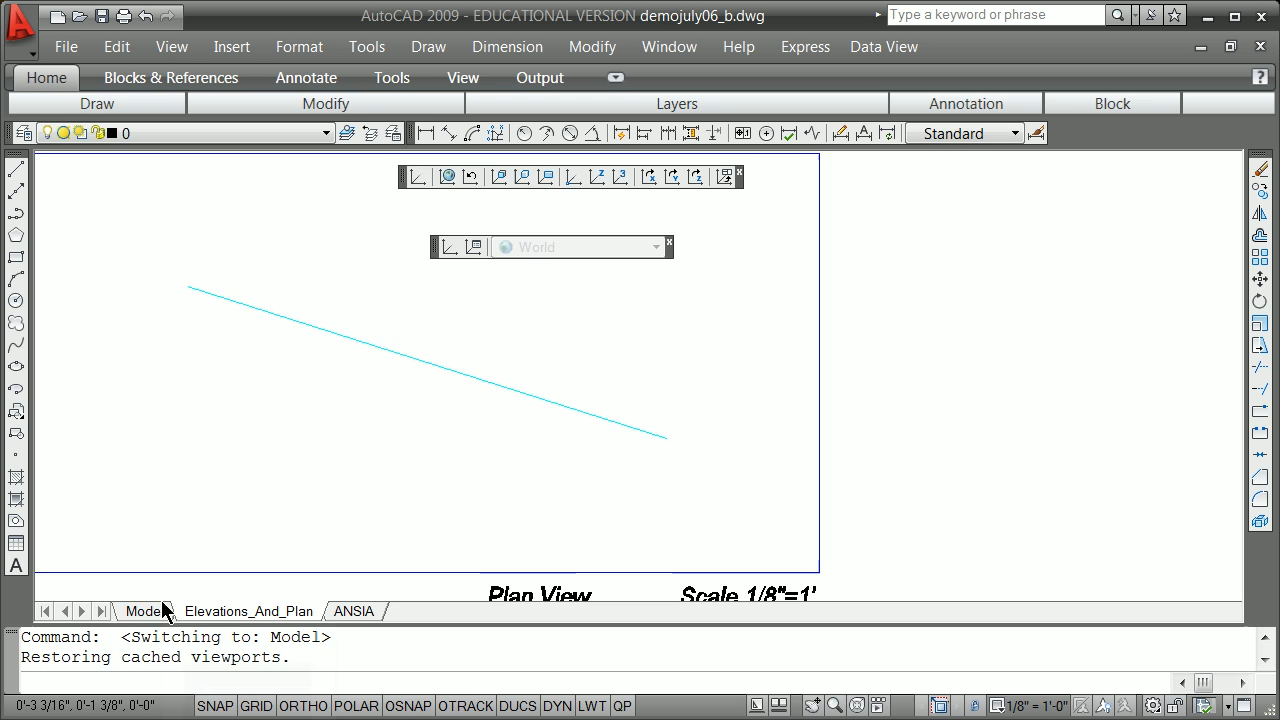 AutoCAD 2009 - EDUCATIONAL VERSION demojuly06_b.dwg
Type a keyword or phrase
File Edit View Insert Format Tools Draw Dimension Modify Window Help Express Data View
Home Blocks & References Annotate Tools View Output
Draw Modify Layers Annotation Block
0 Standard
World
Plan View Scale 1/8"=1'
Model Elevations_And_Plan ANSIA
Command: <Switching to: Model>
Restoring cached viewports.
0'-3 3/16", 0'-1 3/8", 0'-0" SNAP GRID ORTHO POLAR OSNAP OTRACK DUCS DYN LWT QP 1/8" = 1'-0"